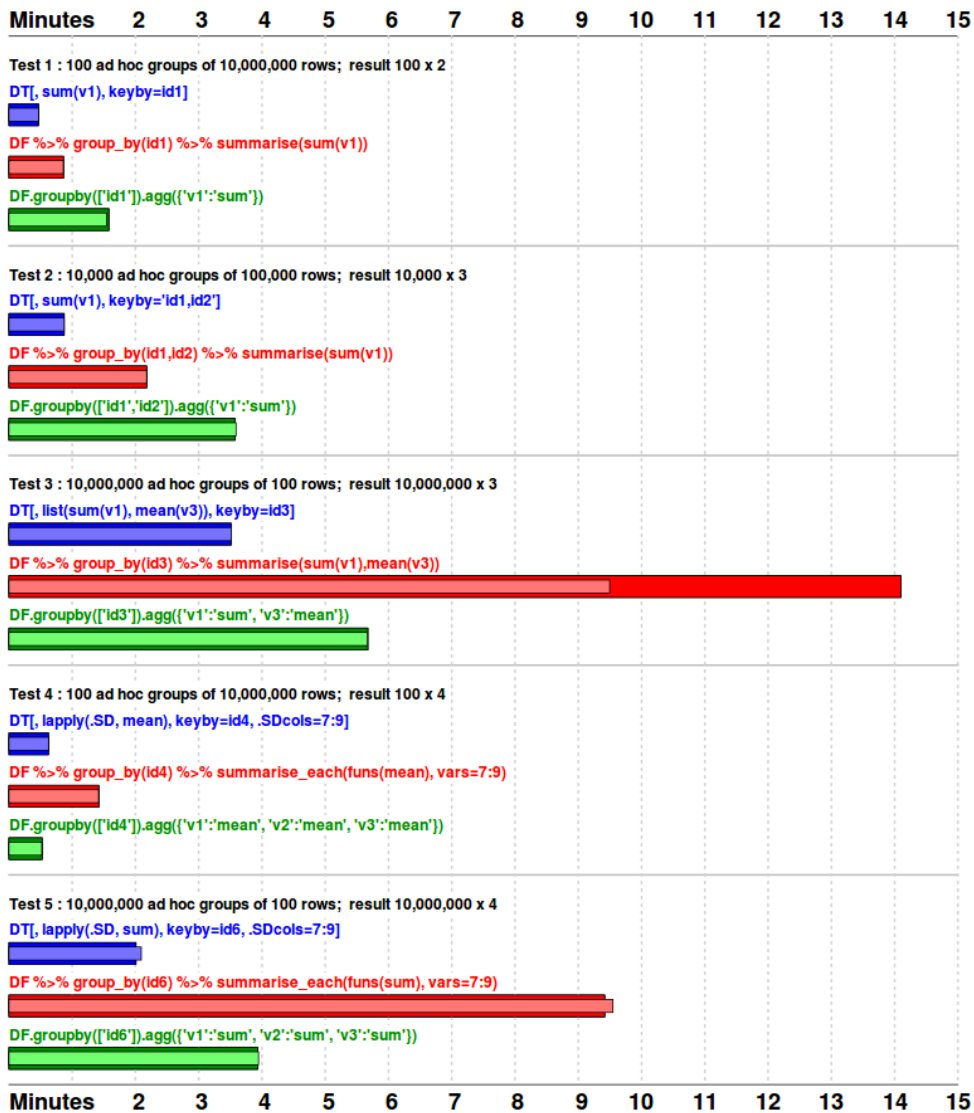 Minutes 2 3 4 5 6 7 8 9 10 11 12 13 14 15
Test 1 : 100 ad hoc groups of 10,000,000 rows;  result 100 x 2
DT[, sum(v1), keyby=id1]
DF %>% group_by(id1) %>% summarise(sum(v1))
DF.groupby(['id1']).agg({'v1':'sum'})
Test 2 : 10,000 ad hoc groups of 100,000 rows;  result 10,000 x 3
DT[, sum(v1), keyby='id1,id2']
DF %>% group_by(id1,id2) %>% summarise(sum(v1))
DF.groupby(['id1','id2']).agg({'v1':'sum'})
Test 3 : 10,000,000 ad hoc groups of 100 rows;  result 10,000,000 x 3
DT[, list(sum(v1), mean(v3)), keyby=id3]
DF %>% group_by(id3) %>% summarise(sum(v1),mean(v3))
DF.groupby(['id3']).agg({'v1':'sum', 'v3':'mean'})
Test 4 : 100 ad hoc groups of 10,000,000 rows;  result 100 x 4
DT[, lapply(.SD, mean), keyby=id4, .SDcols=7:9]
DF %>% group_by(id4) %>% summarise_each(funs(mean), vars=7:9)
DF.groupby(['id4']).agg({'v1':'mean', 'v2':'mean', 'v3':'mean'})
Test 5 : 10,000,000 ad hoc groups of 100 rows;  result 10,000,000 x 4
DT[, lapply(.SD, sum), keyby=id6, .SDcols=7:9]
DF %>% group_by(id6) %>% summarise_each(funs(sum), vars=7:9)
DF.groupby(['id6']).agg({'v1':'sum', 'v2':'sum', 'v3':'sum'})
Minutes 2 3 4 5 6 7 8 9 10 11 12 13 14 15